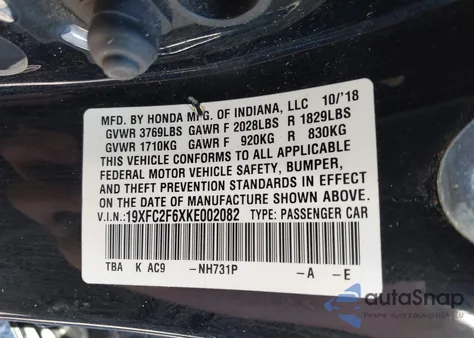 MFD. BY HONDA MFG. OF INDIANA, LLC 10/'18
GVWR 3769LBS GAWR F 2028LBS R 1829LBS
GVWR 1710KG GAWR F 920KG R 830KG
THIS VEHICLE CONFORMS TO ALL APPLICABLE
FEDERAL MOTOR VEHICLE SAFETY, BUMPER,
AND THEFT PREVENTION STANDARDS IN EFFECT
ON THE DATE OF MANUFACTURE SHOWN ABOVE.
V.I.N.: 19XFC2F6XKE002082 TYPE: PASSENGER CAR
TBA K AC9 -NH731P -A -E
autoSnap